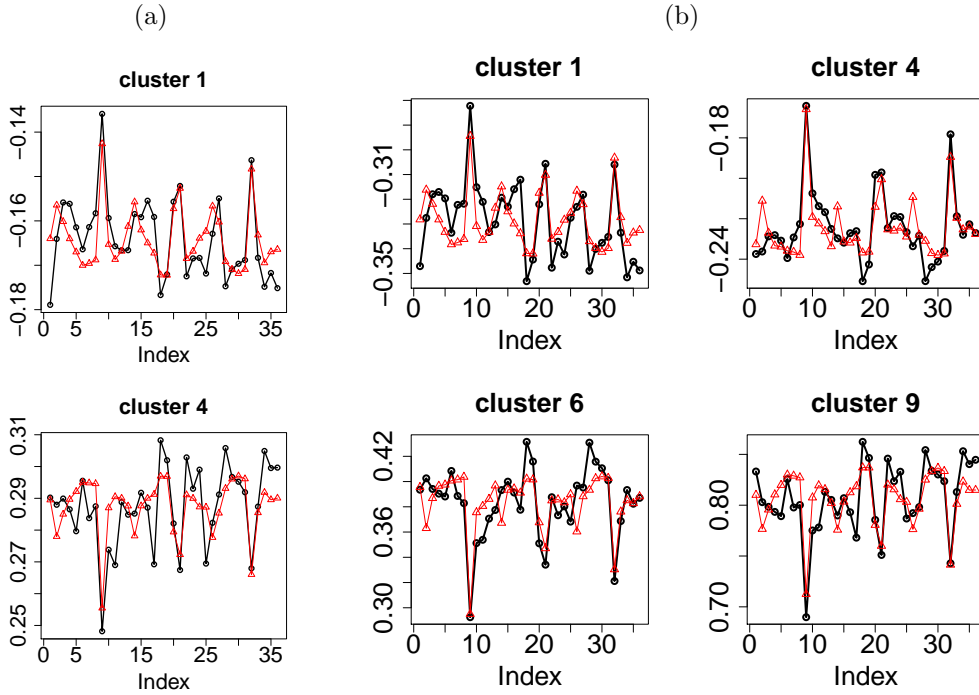 (a)
(b)
cluster 1
−0.14
−0.16
−0.18
0 5 15 25 35
Index
cluster 1
−0.31
−0.35
0 10 20 30
Index
cluster 4
−0.18
−0.24
0 10 20 30
Index
cluster 4
0.31
0.29
0.27
0.25
0 5 15 25 35
Index
cluster 6
0.42
0.36
0.30
0 10 20 30
Index
cluster 9
0.80
0.70
0 10 20 30
Index